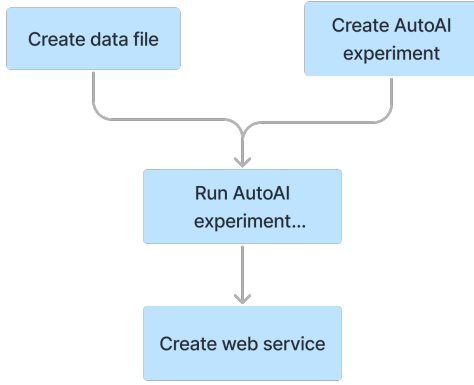 Create data file
Create AutoAI
experiment
Run AutoAI
experiment...
Create web service